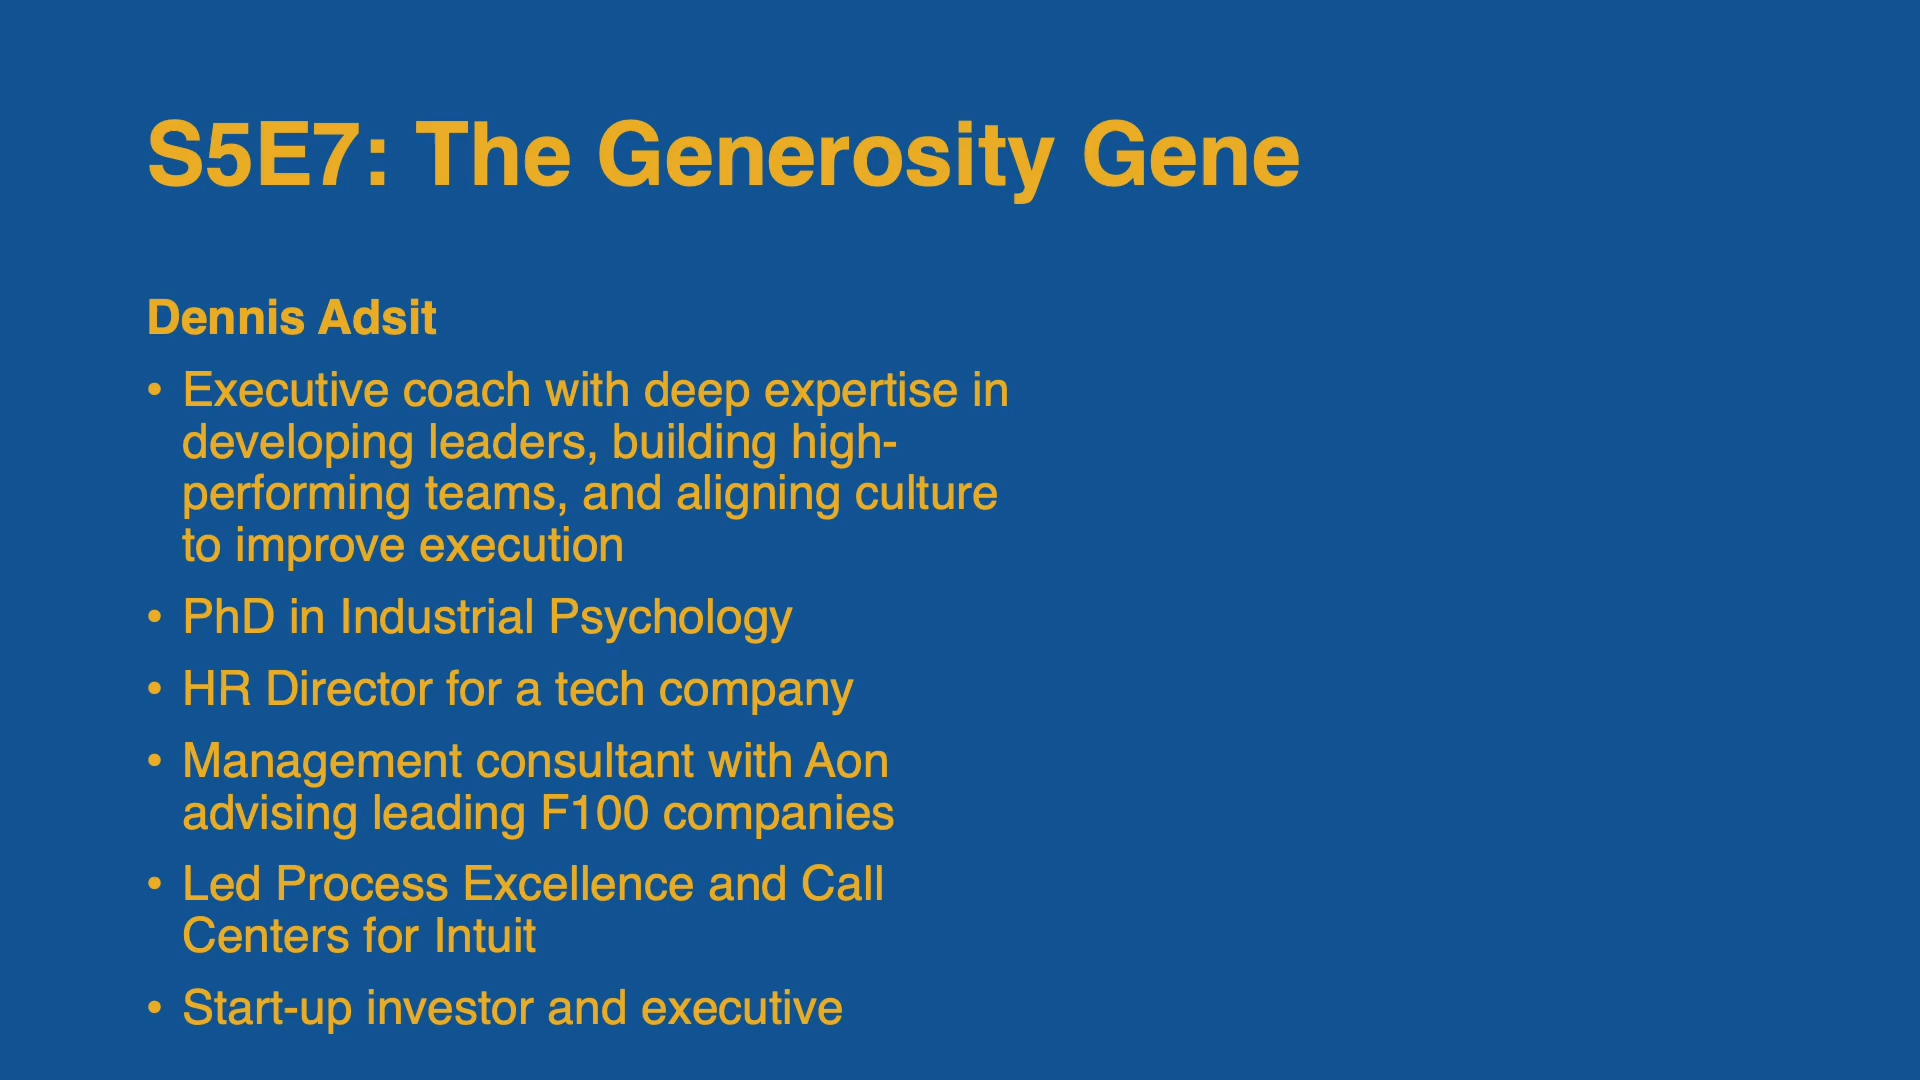 S5E7: The Generosity Gene
Dennis Adsit
• Executive coach with deep expertise in
developing leaders, building high-
performing teams, and aligning culture
to improve execution
• PhD in Industrial Psychology
• HR Director for a tech company
• Management consultant with Aon
advising leading F100 companies
• Led Process Excellence and Call
Centers for Intuit
• Start-up investor and executive